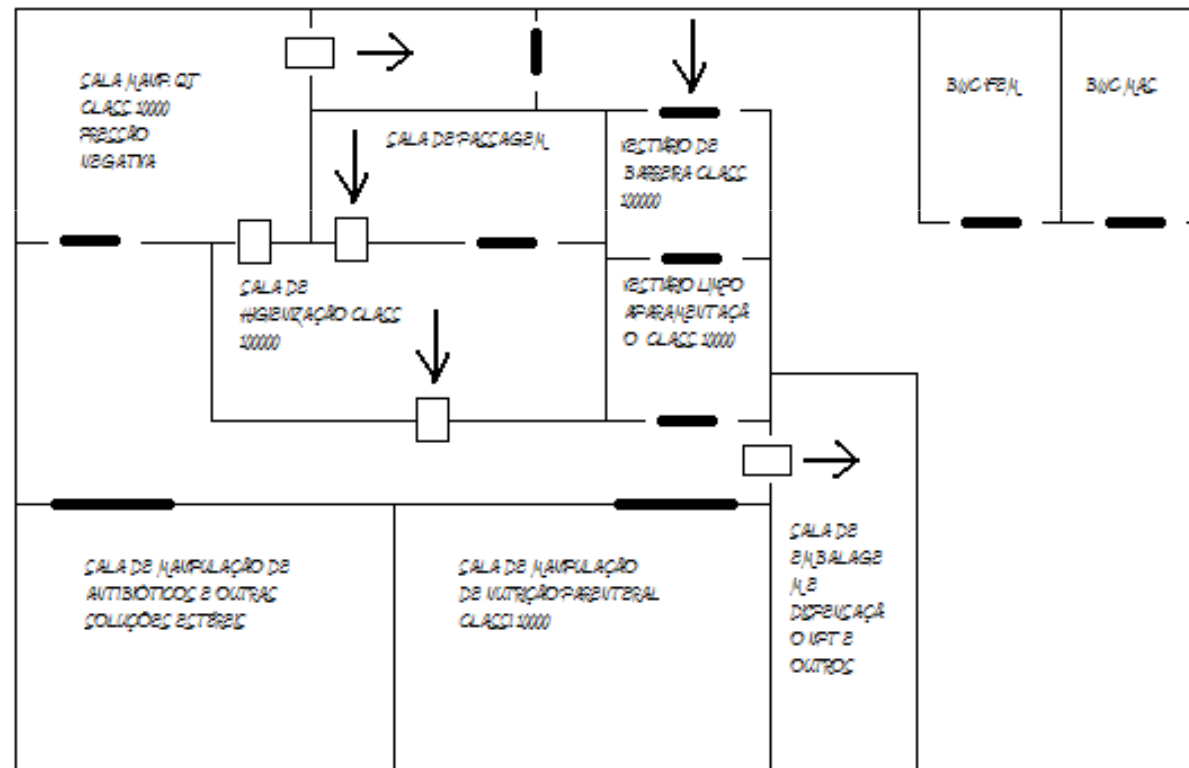 SALA MANIP. QT
CLASS 10000
PRESSÃO
NEGATIVA
SALA DE PASSAGEM
VESTIÁRIO DE
BARREIRA CLASS
100000
BWC FEM
BWC MAS
SALA DE
HIGIENIZAÇÃO CLASS
100000
VESTIÁRIO LIMPO
APARAMENTAÇÃ
O CLASS 10000
SALA DE MANIPULAÇÃO DE
ANTIBIÓTICOS E OUTRAS
SOLUÇÕES ESTÉREIS
SALA DE MANIPULAÇÃO
DE NUTRIÇÃO PARENTERAL
CLASS 10000
SALA DE
EMBALAGE
M E
DISPENSAÇÃ
O NPT E
OUTROS